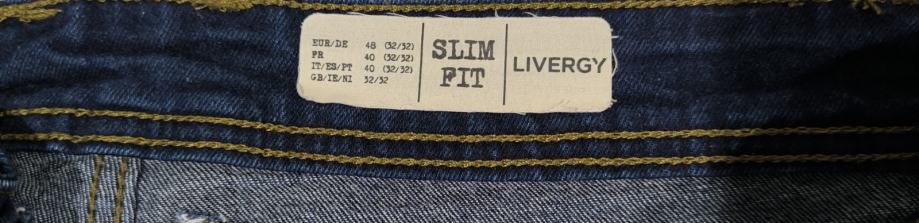 EUR/DE 48 (32/32)
FR 40 (32/32)
IT/ES/PT 40 (32/32)
GB/IE/NI 32/32
SLIM
FIT
LIVERGY